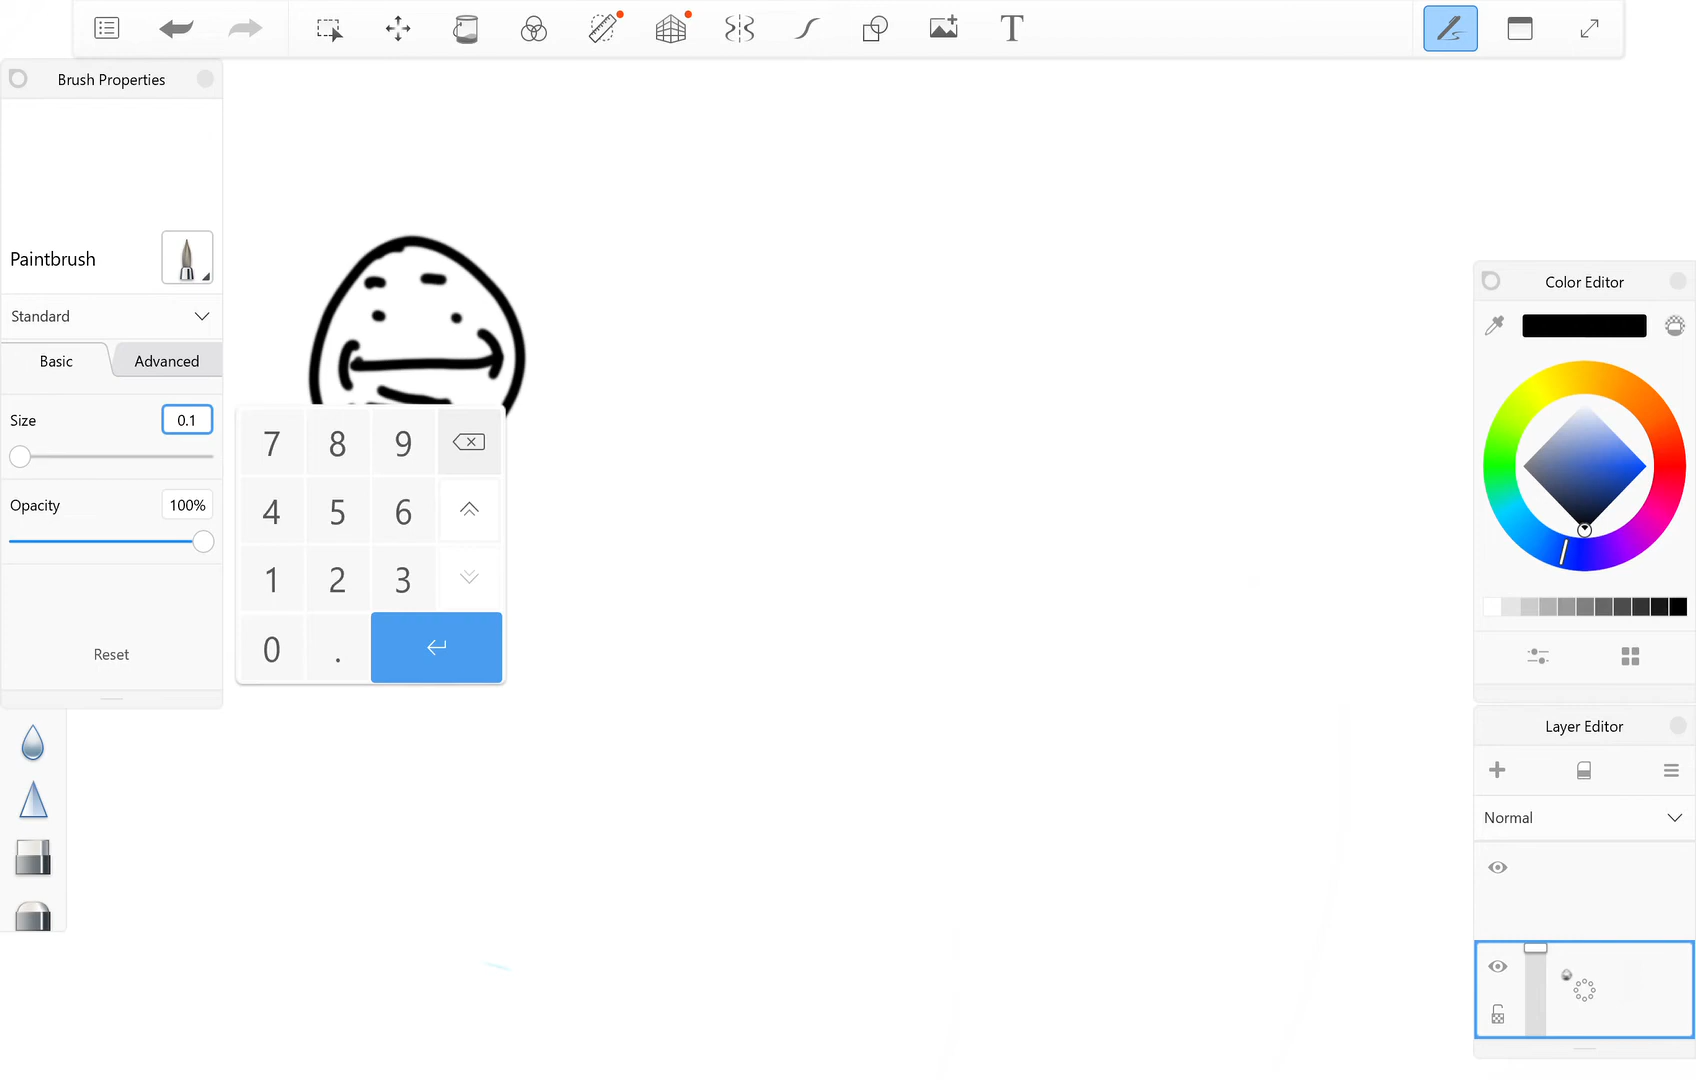 T
Brush Properties
Paintbrush
Standard
Basic
Advanced
Size
0.1
Opacity
100%
Reset
7 8 9
4 5 6
1 2 3
0 .
Color Editor
Layer Editor
Normal